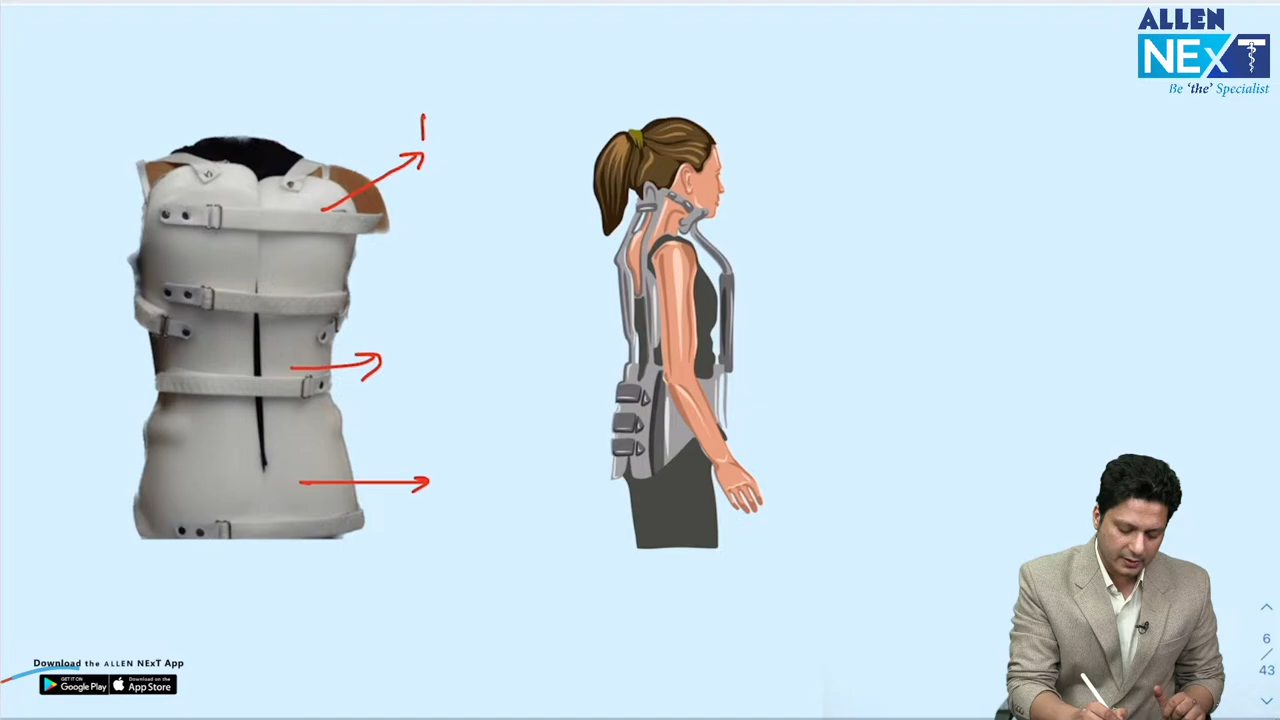 ALLEN
NExT
Be 'the' Specialist
Download the ALLEN NExT App
GET IT ON
Google Play
Download on the
App Store
6
/
43